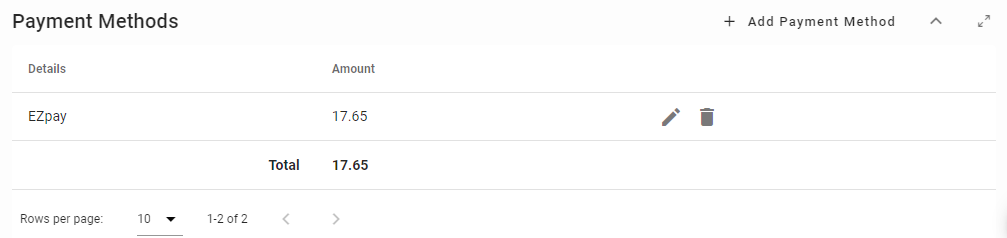 Payment Methods
+ Add Payment Method
Details Amount
EZpay 17.65
Total 17.65
Rows per page: 10 1-2 of 2